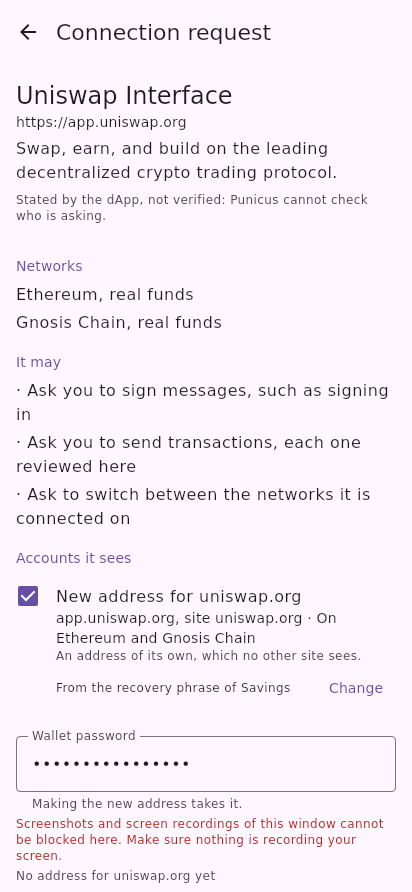 Connection request
Uniswap Interface
https://app.uniswap.org
Swap, earn, and build on the leading
decentralized crypto trading protocol.
Stated by the dApp, not verified: Punicus cannot check
who is asking.
Networks
Ethereum, real funds
Gnosis Chain, real funds
It may
· Ask you to sign messages, such as signing
in
· Ask you to send transactions, each one
reviewed here
· Ask to switch between the networks it is
connected on
Accounts it sees
New address for uniswap.org
app.uniswap.org, site uniswap.org · On
Ethereum and Gnosis Chain
An address of its own, which no other site sees.
From the recovery phrase of Savings
Change
Wallet password
••••••••••••••••
Making the new address takes it.
Screenshots and screen recordings of this window cannot
be blocked here. Make sure nothing is recording your
screen.
No address for uniswap.org yet